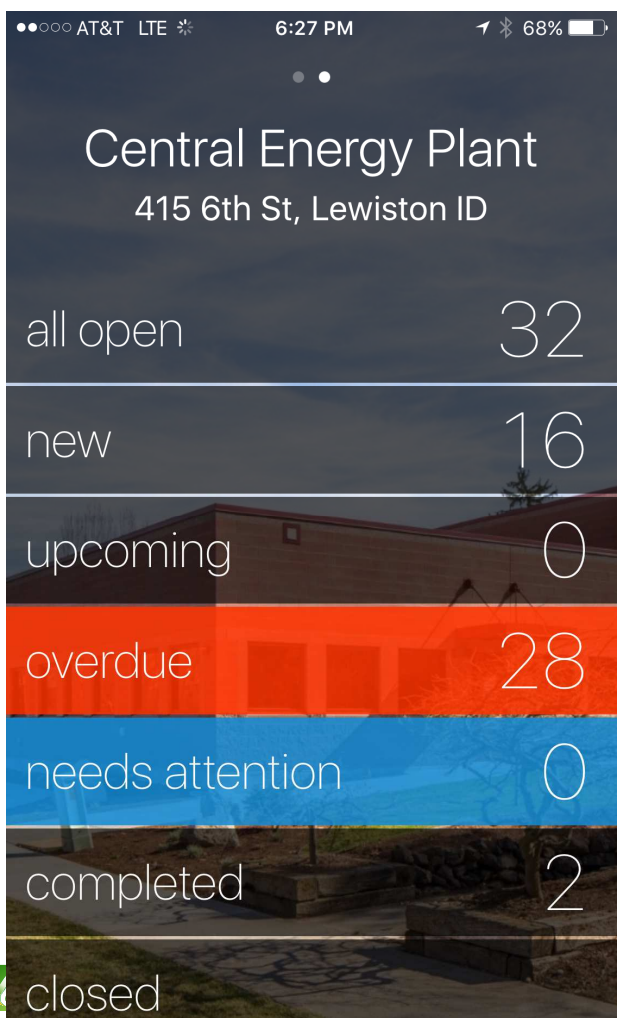 AT&T LTE 6:27 PM 68%
Central Energy Plant
415 6th St, Lewiston ID
all open 32
new 16
upcoming 0
overdue 28
needs attention 0
completed 2
closed